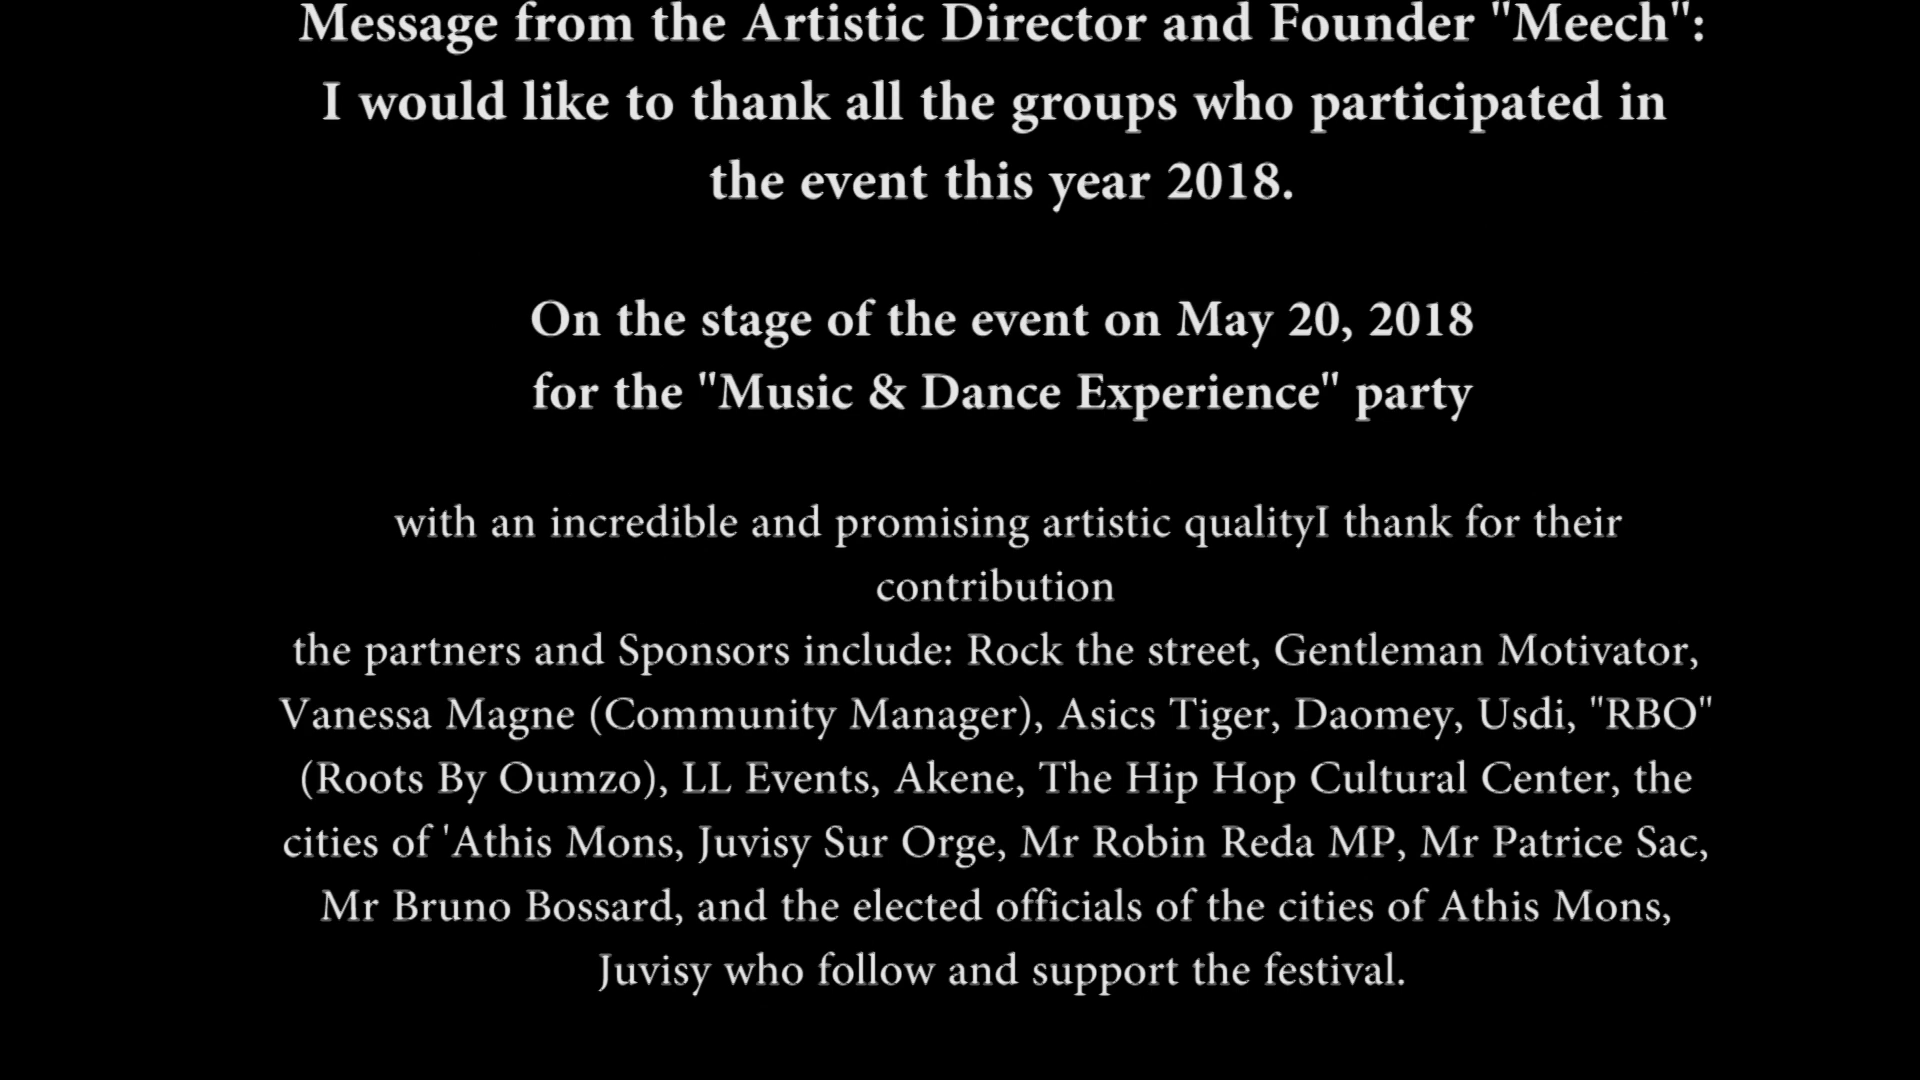 Message from the Artistic Director and Founder "Meech":
I would like to thank all the groups who participated in
the event this year 2018.
On the stage of the event on May 20, 2018
for the "Music & Dance Experience" party
with an incredible and promising artistic qualityI thank for their
contribution
the partners and Sponsors include: Rock the street, Gentleman Motivator,
Vanessa Magne (Community Manager), Asics Tiger, Daomey, Usdi, "RBO"
(Roots By Oumzo), LL Events, Akene, The Hip Hop Cultural Center, the
cities of 'Athis Mons, Juvisy Sur Orge, Mr Robin Reda MP, Mr Patrice Sac,
Mr Bruno Bossard, and the elected officials of the cities of Athis Mons,
Juvisy who follow and support the festival.